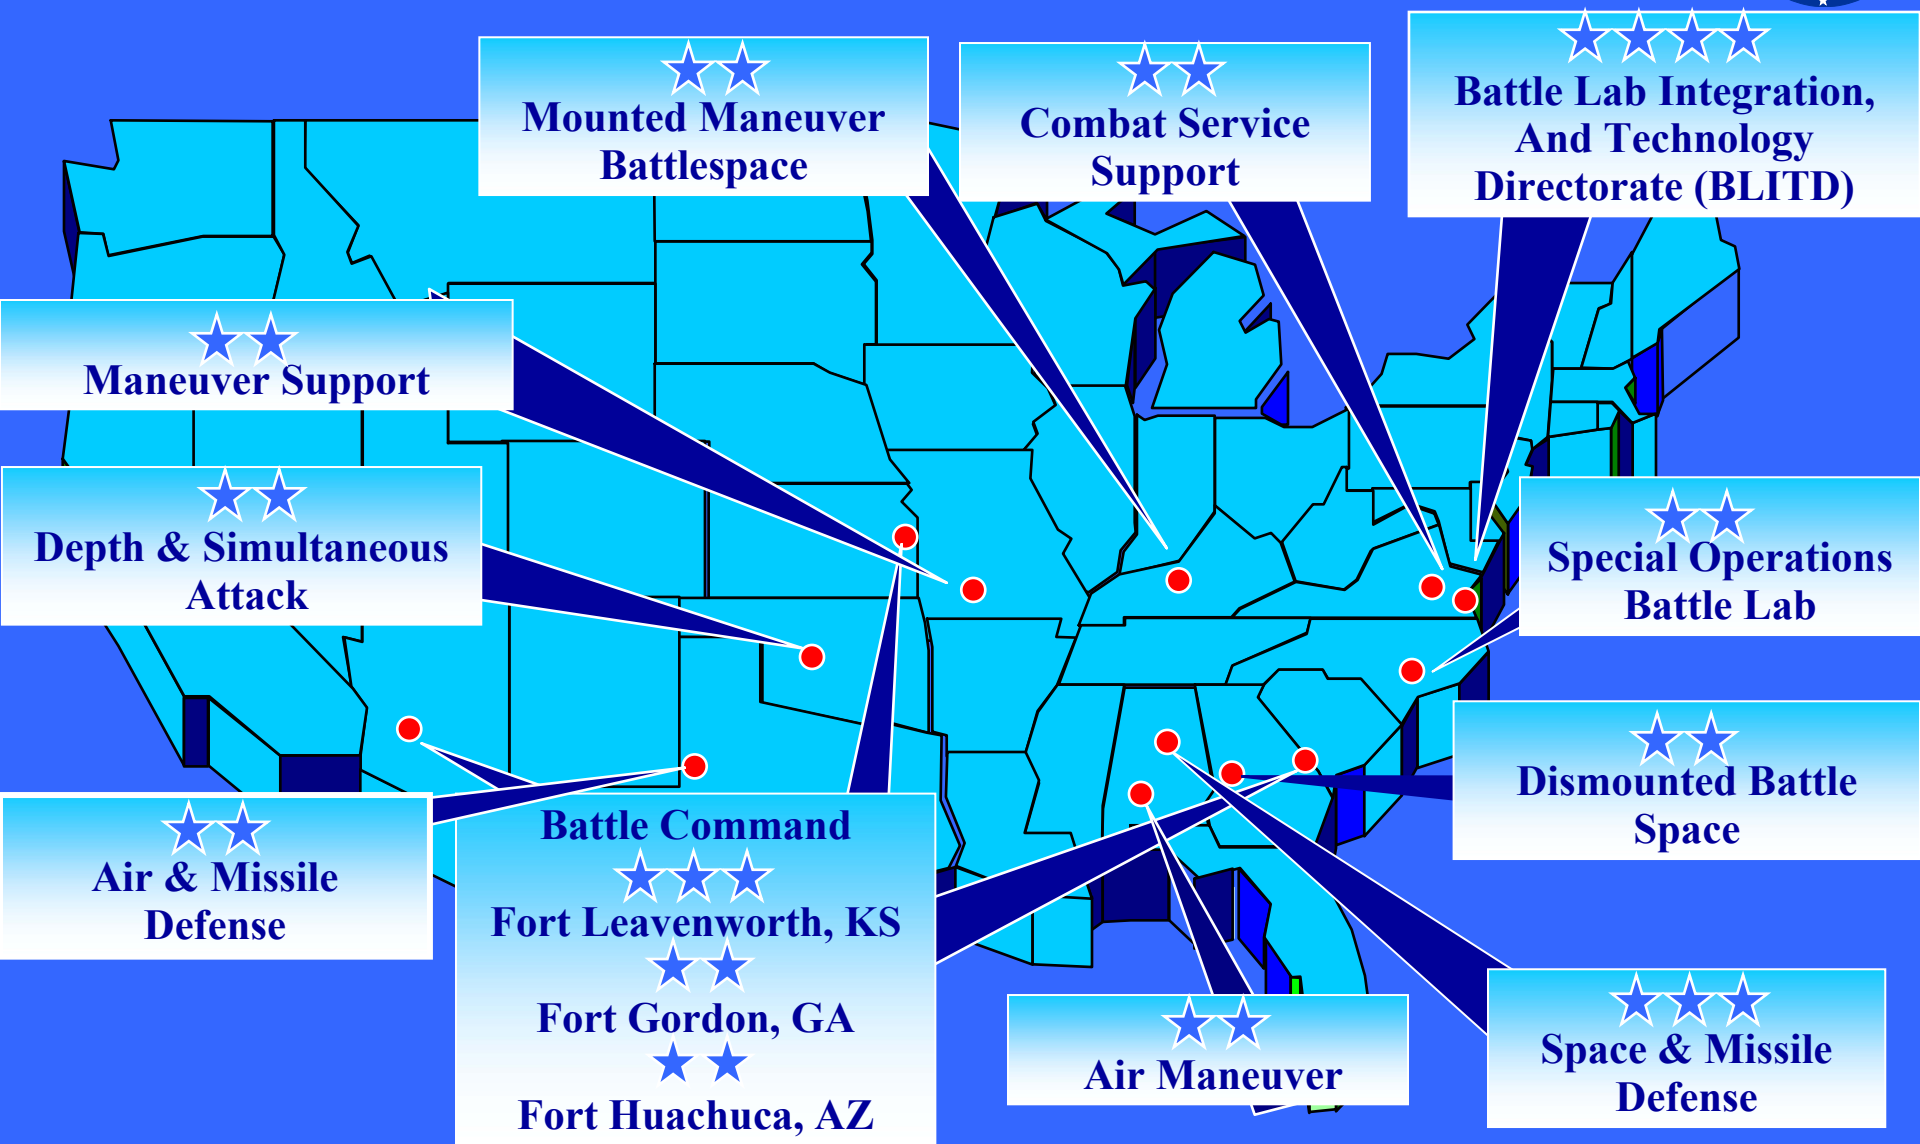 Mounted Maneuver
Battlespace
Combat Service
Support
Battle Lab Integration,
And Technology
Directorate (BLITD)
Maneuver Support
Depth & Simultaneous
Attack
Special Operations
Battle Lab
Dismounted Battle
Space
Air & Missile
Defense
Battle Command
Fort Leavenworth, KS
Fort Gordon, GA
Fort Huachuca, AZ
Air Maneuver
Space & Missile
Defense